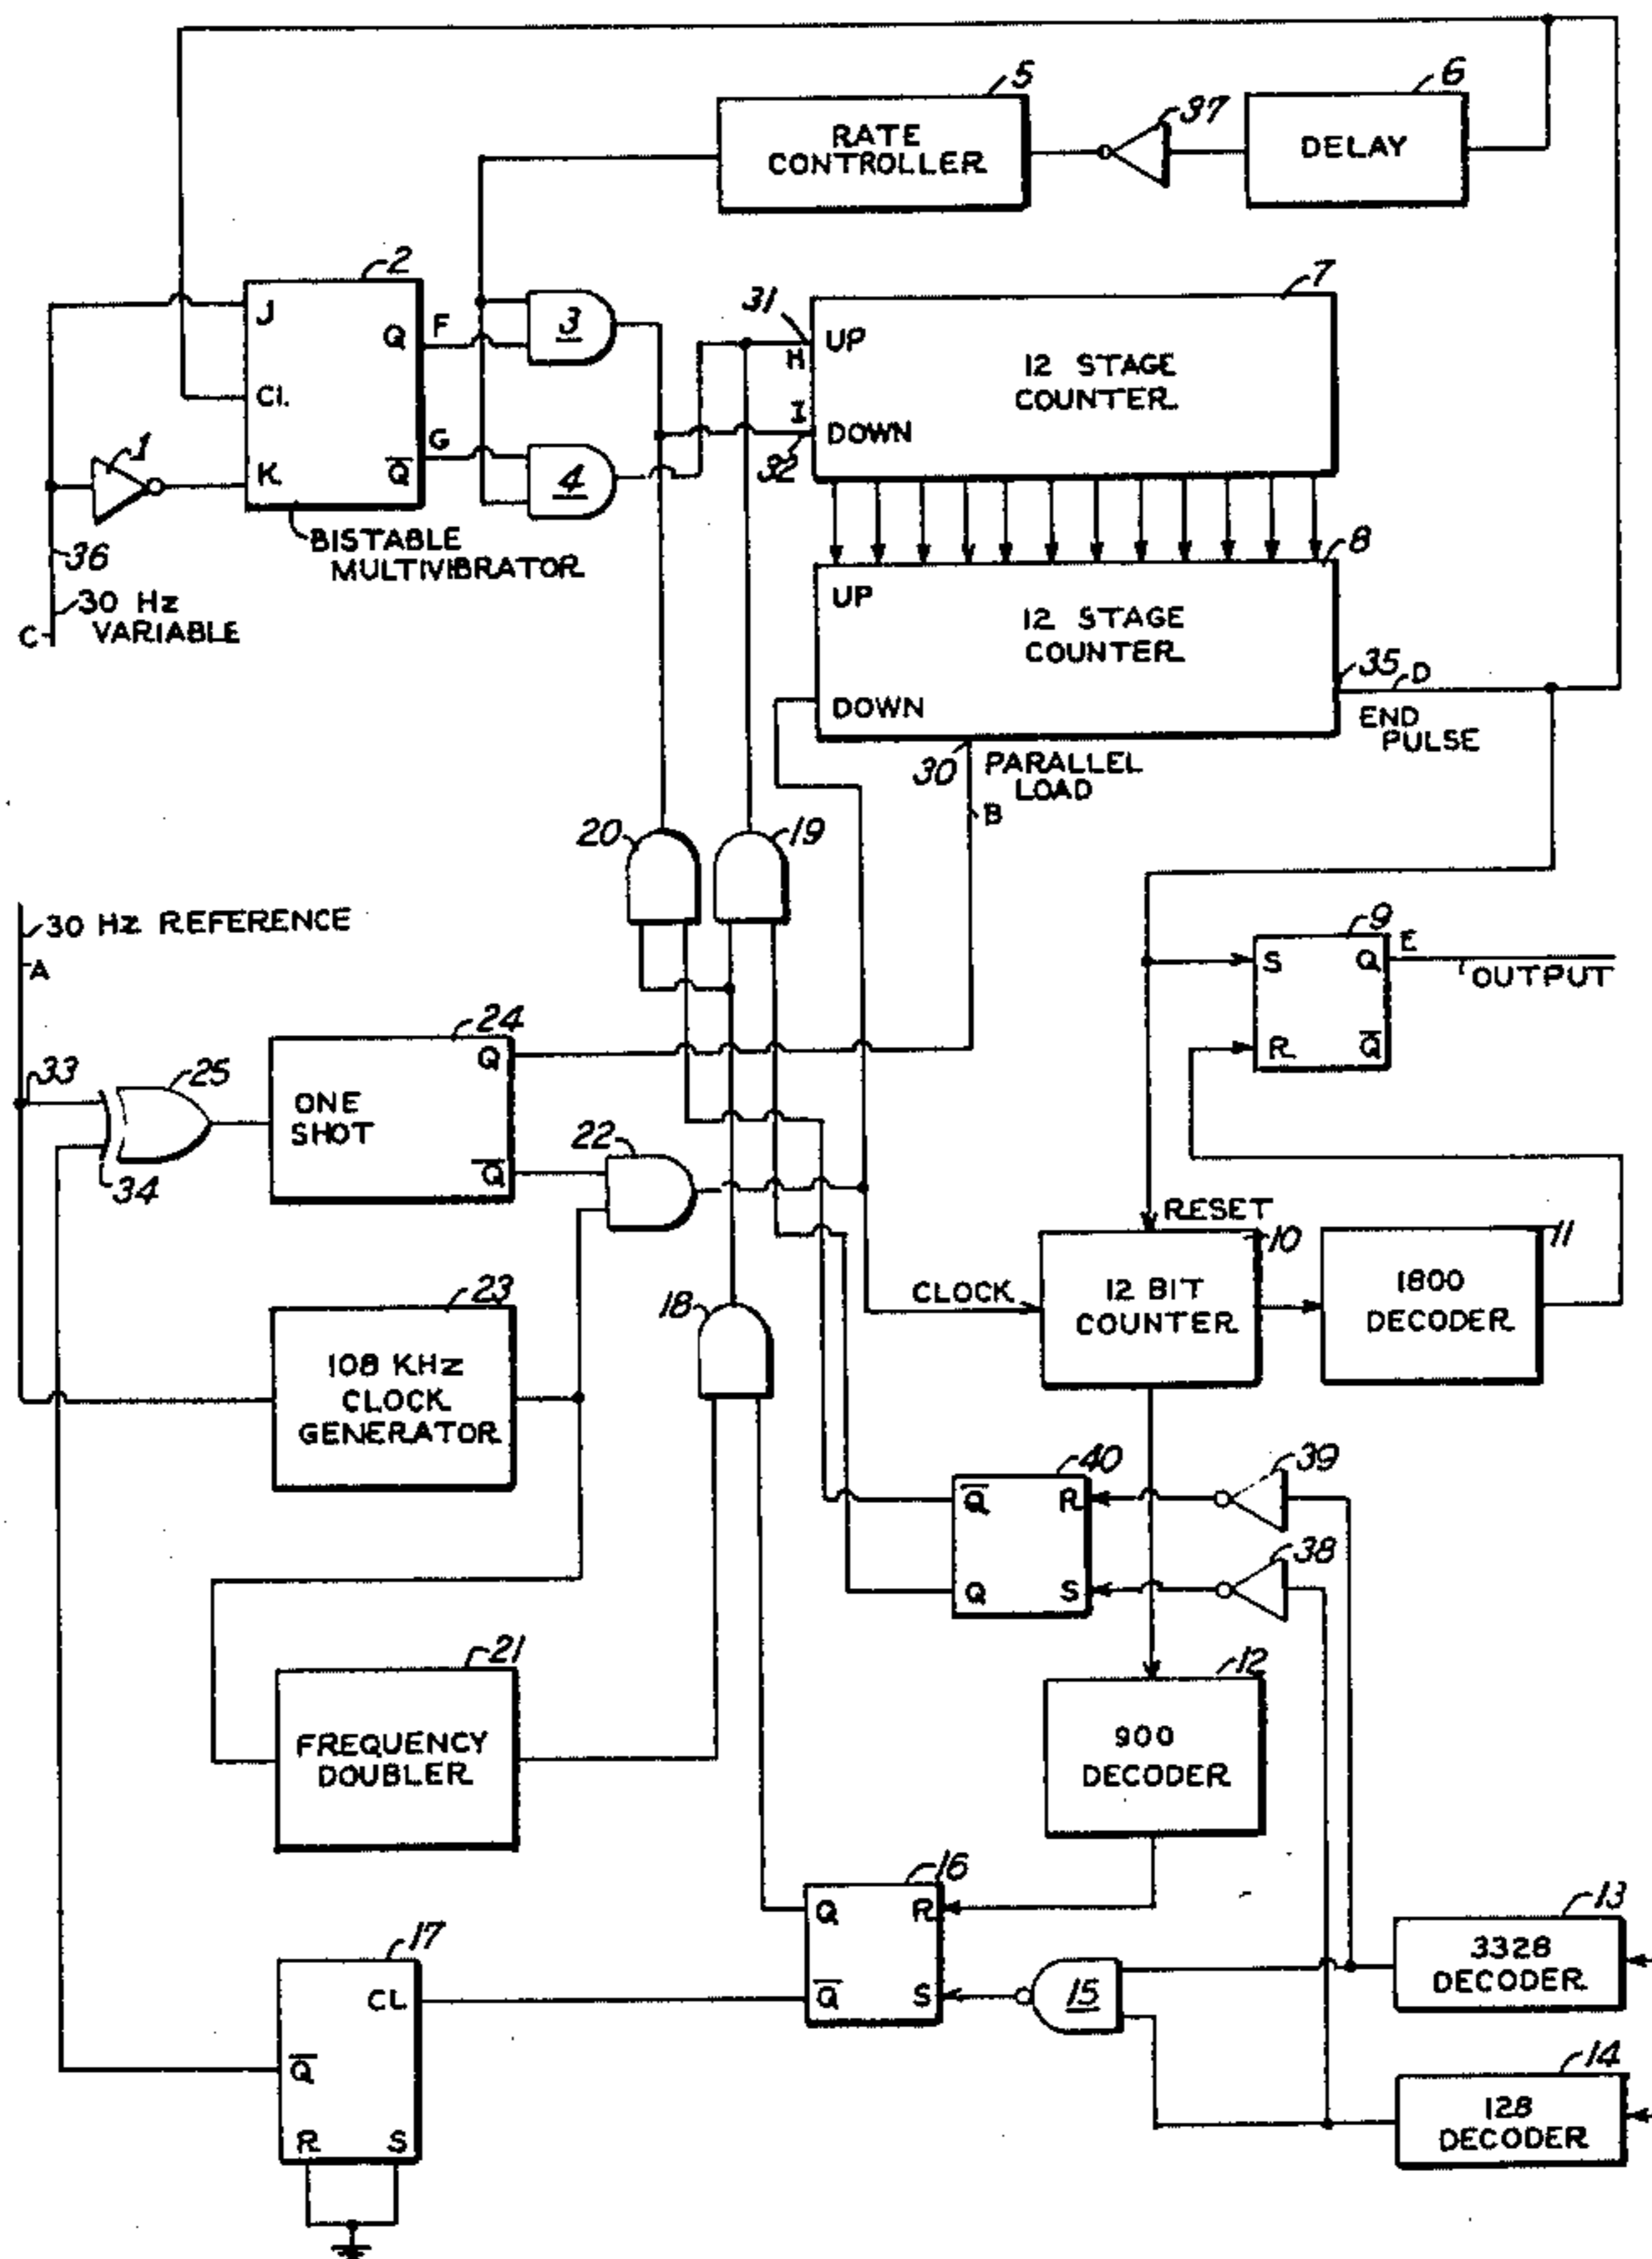 5
RATE
CONTROLLER
37
6
DELAY
2
J
Q
F
CL
K
Q̅
G
1
BISTABLE
MULTIVIBRATOR
36
30 Hz
VARIABLE
C
3
4
31
H
I
32
7
UP
12 STAGE
COUNTER
DOWN
8
UP
12 STAGE
COUNTER
DOWN
35
D
END
PULSE
30
PARALLEL
LOAD
B
20
19
30 Hz REFERENCE
A
9
S
Q
E
OUTPUT
R
Q̅
33
25
34
24
Q
ONE
SHOT
Q̅
22
RESET
10
CLOCK
12 BIT
COUNTER
11
1800
DECODER
23
108 KHz
CLOCK
GENERATOR
18
40
Q̅
R
39
Q
S
38
21
FREQUENCY
DOUBLER
12
900
DECODER
16
Q
R
Q̅
S
15
13
3328
DECODER
17
CL
Q̅
R
S
14
128
DECODER